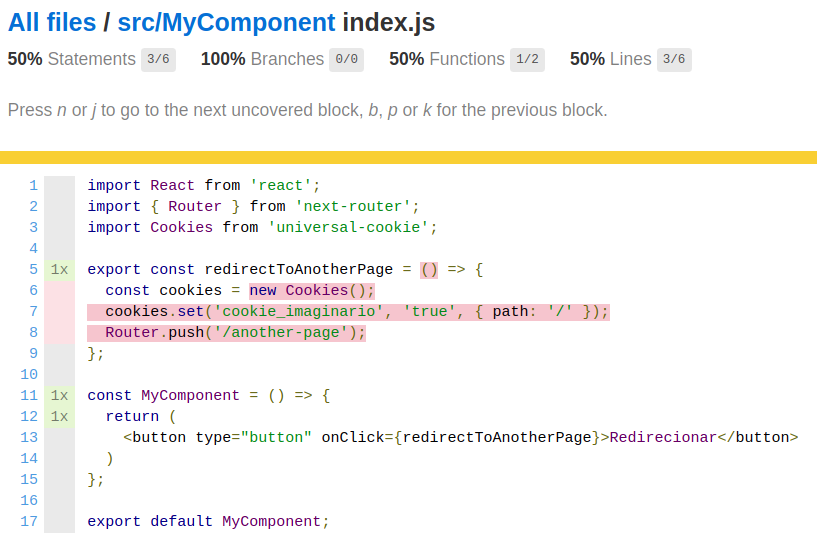 All files / src/MyComponent index.js
50% Statements 3/6 100% Branches 0/0 50% Functions 1/2 50% Lines 3/6
Press n or j to go to the next uncovered block, b, p or k for the previous block.
1 import React from 'react';
2 import { Router } from 'next-router';
3 import Cookies from 'universal-cookie';
4
5 1x export const redirectToAnotherPage = () => {
6 const cookies = new Cookies();
7 cookies.set('cookie_imaginario', 'true', { path: '/' });
8 Router.push('/another-page');
9 };
10
11 1x const MyComponent = () => {
12 1x return (
13 <button type="button" onClick={redirectToAnotherPage}>Redirecionar</button>
14 )
15 };
16
17 export default MyComponent;